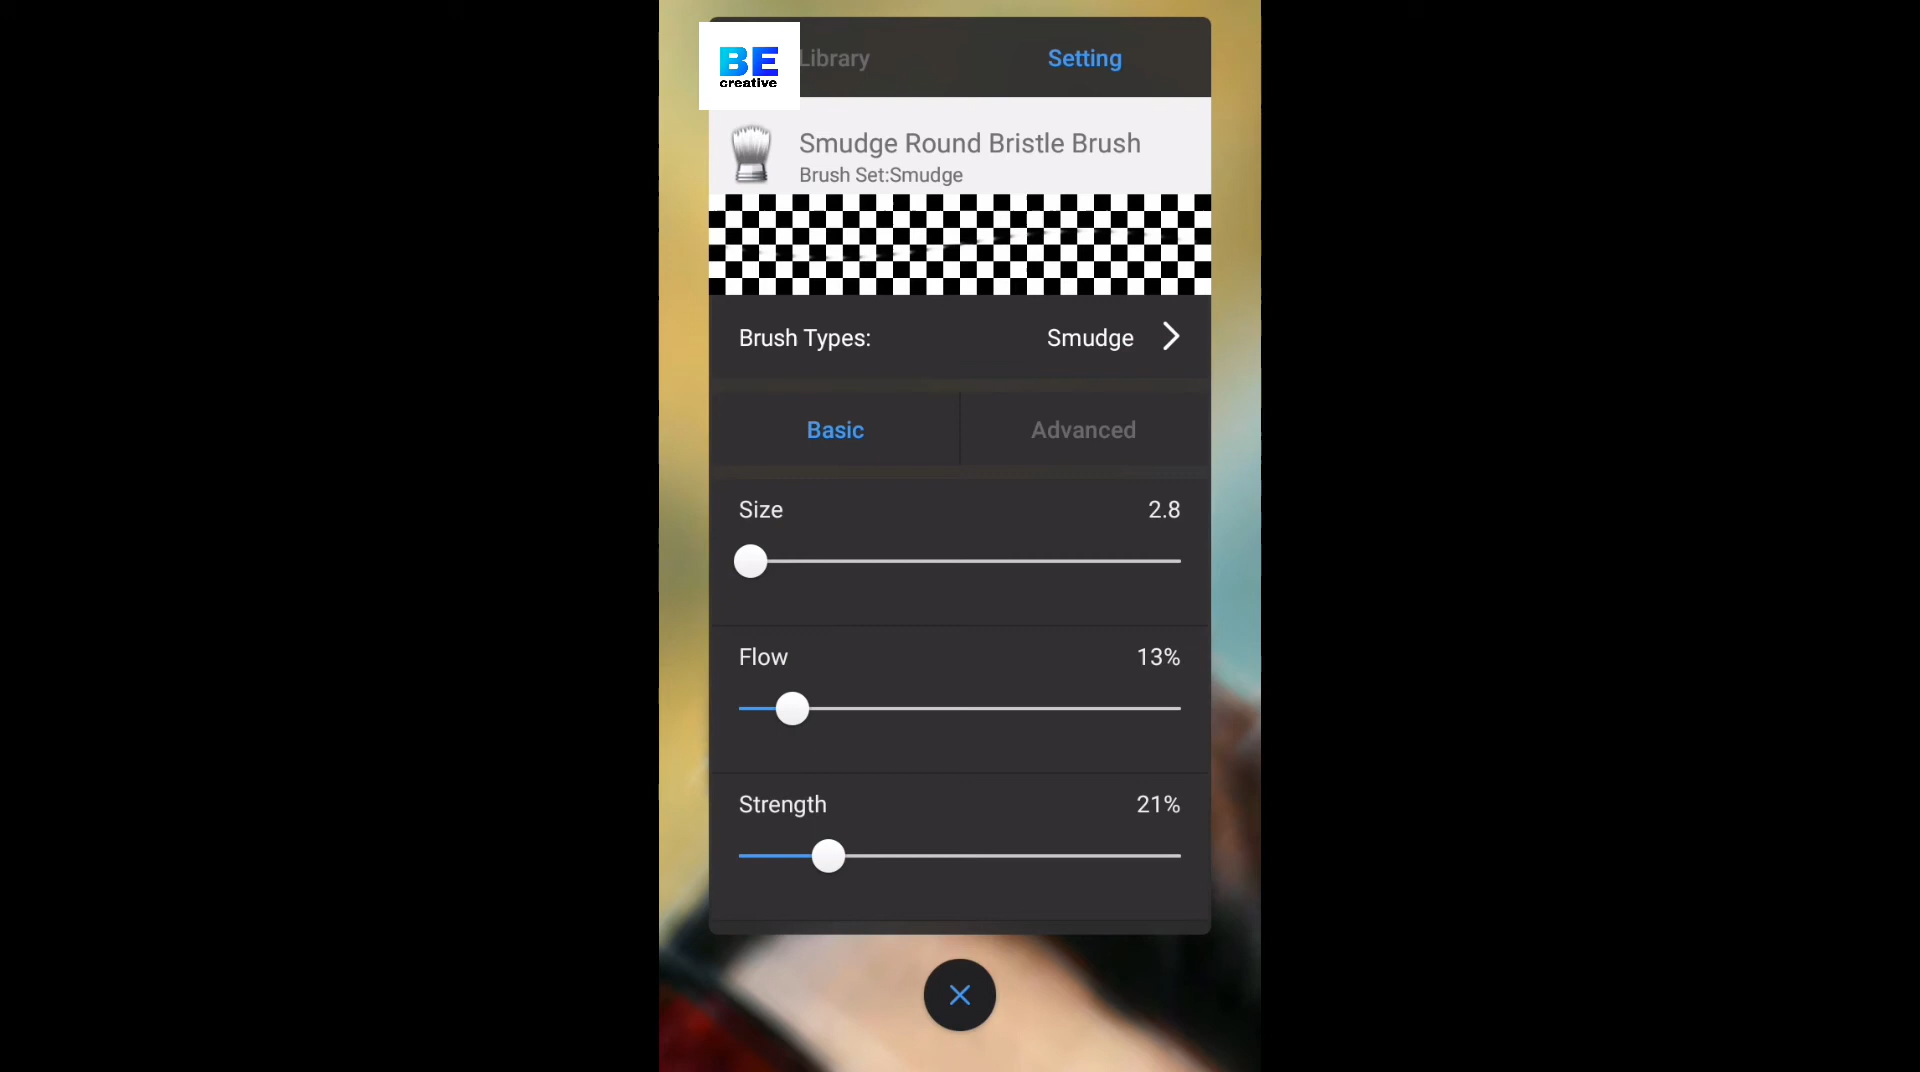 BE
creative
Library
Setting
Smudge Round Bristle Brush
Brush Set:Smudge
Brush Types:
Smudge
Basic
Advanced
Size
2.8
Flow
13%
Strength
21%